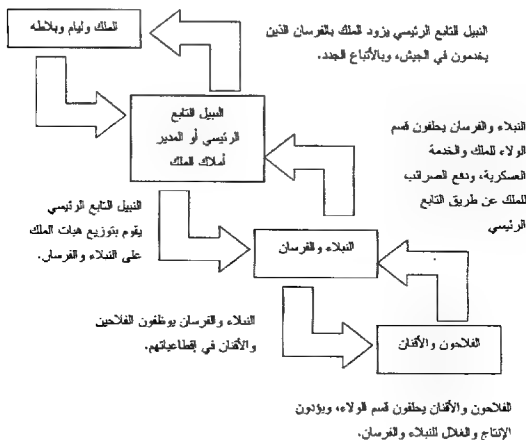 الملك وليام وبلاطه
النبيل التابع الرئيسي يزود الملك بالفرسان الذين
يخدمون في الجيش، وبالأتباع الجدد.
النبيل التابع
الرئيسي أو المدير
أملاك الملك
النبلاء والفرسان يحلفون قسم
الولاء للملك والخدمة
العسكرية، ودفع الضرائب
للملك عن طريق التابع
الرئيسي
النبيل التابع الرئيسي
يقوم بتوزيع هبات الملك
على النبلاء والفرسان.
النبلاء والفرسان
النبلاء والفرسان يوظفون الفلاحين
والأقنان في إقطاعياتهم.
الفلاحون والأقنان
الفلاحون والأقنان يحلفون قسم الولاء، ويؤدون
الإنتاج والغلال للنبلاء والفرسان.